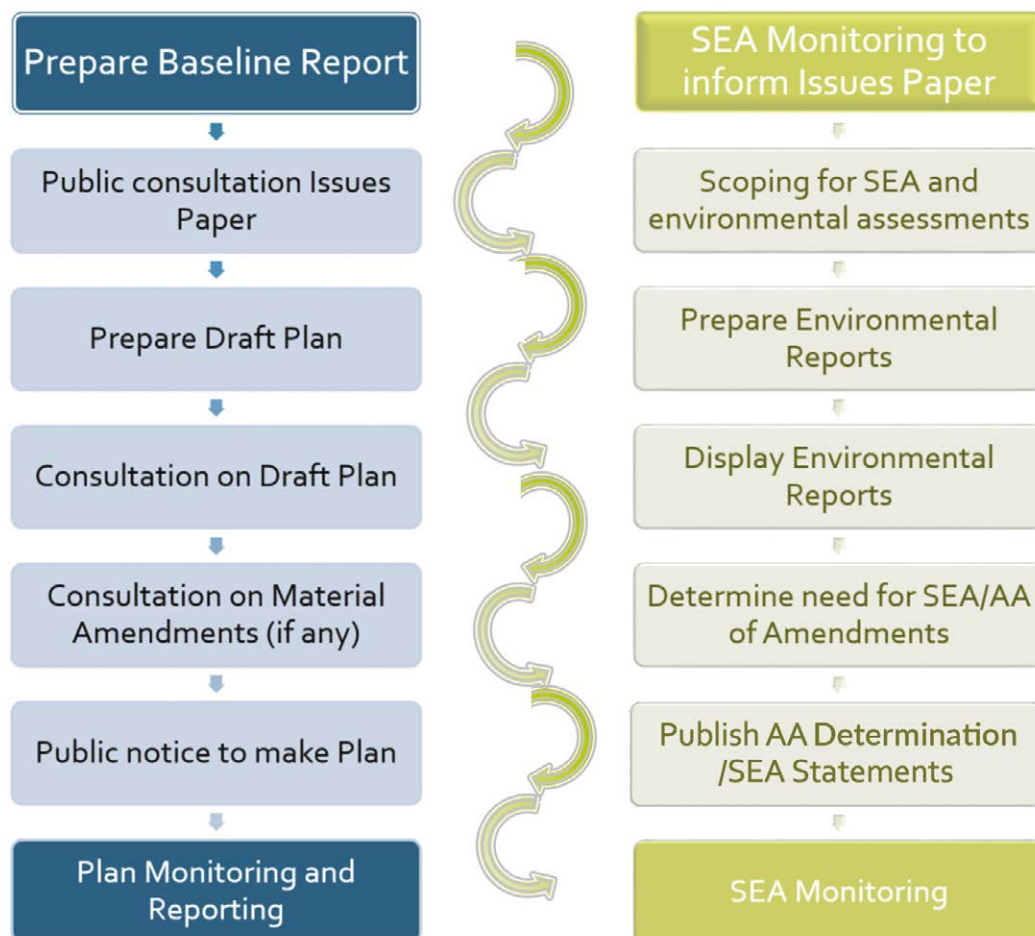 Prepare Baseline Report
Public consultation Issues
Paper
Prepare Draft Plan
Consultation on Draft Plan
Consultation on Material
Amendments (if any)
Public notice to make Plan
Plan Monitoring and
Reporting
SEA Monitoring to
inform Issues Paper
Scoping for SEA and
environmental assessments
Prepare Environmental
Reports
Display Environmental
Reports
Determine need for SEA/AA
of Amendments
Publish AA Determination
/SEA Statements
SEA Monitoring